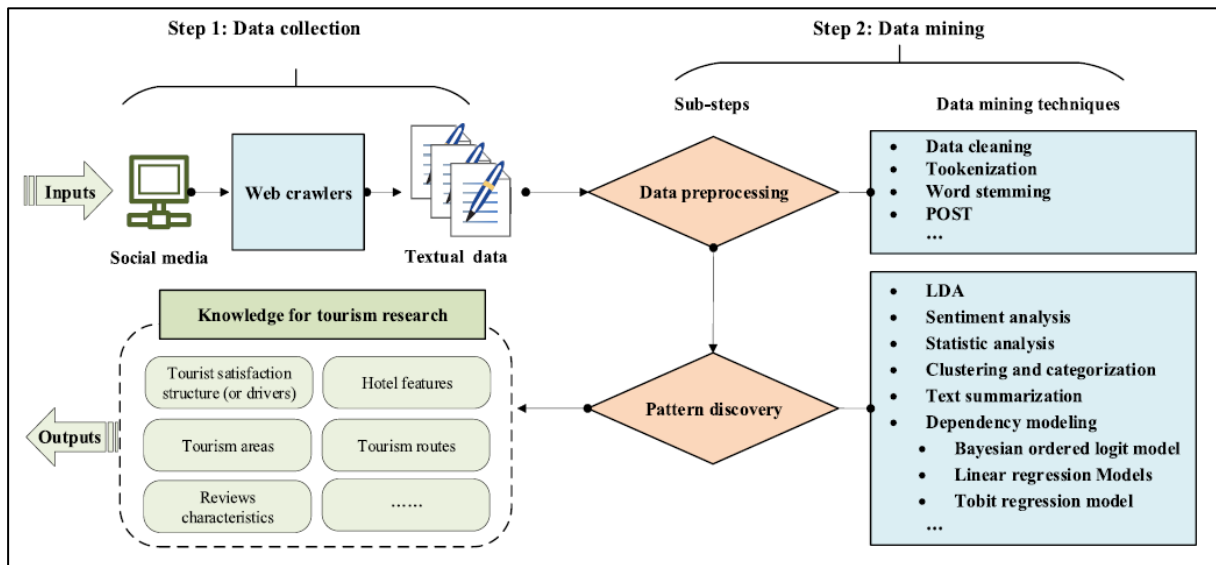 Step 1: Data collection
Step 2: Data mining
Sub-steps
Data mining techniques
Inputs
Social media
Web crawlers
Textual data
Data preprocessing
• Data cleaning
• Tookenization
• Word stemming
• POST
...
Knowledge for tourism research
Tourist satisfaction
structure (or drivers)
Hotel features
Tourism areas
Tourism routes
Reviews
characteristics
......
Outputs
Pattern discovery
• LDA
• Sentiment analysis
• Statistic analysis
• Clustering and categorization
• Text summarization
• Dependency modeling
• Bayesian ordered logit model
• Linear regression Models
• Tobit regression model
...